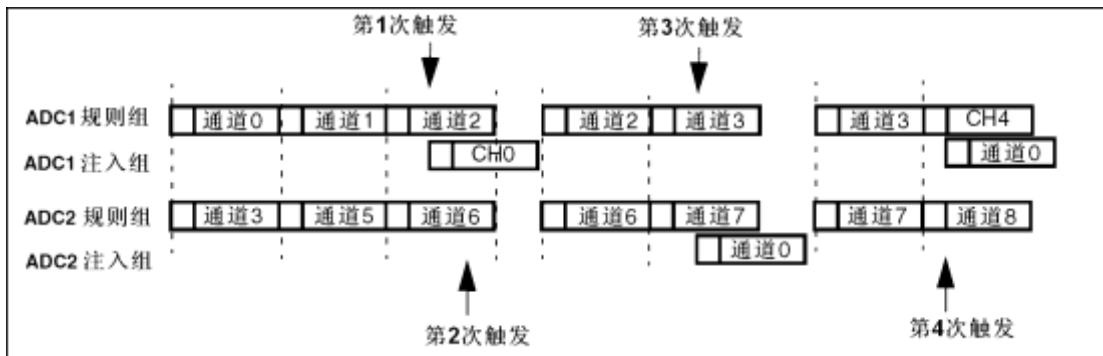 第1次触发 第3次触发
ADC1 规则组 通道0 通道1 通道2 通道2 通道3 通道3 CH4
ADC1 注入组 CH0 通道0
ADC2 规则组 通道3 通道5 通道6 通道6 通道7 通道7 通道8
ADC2 注入组 通道0
第2次触发 第4次触发